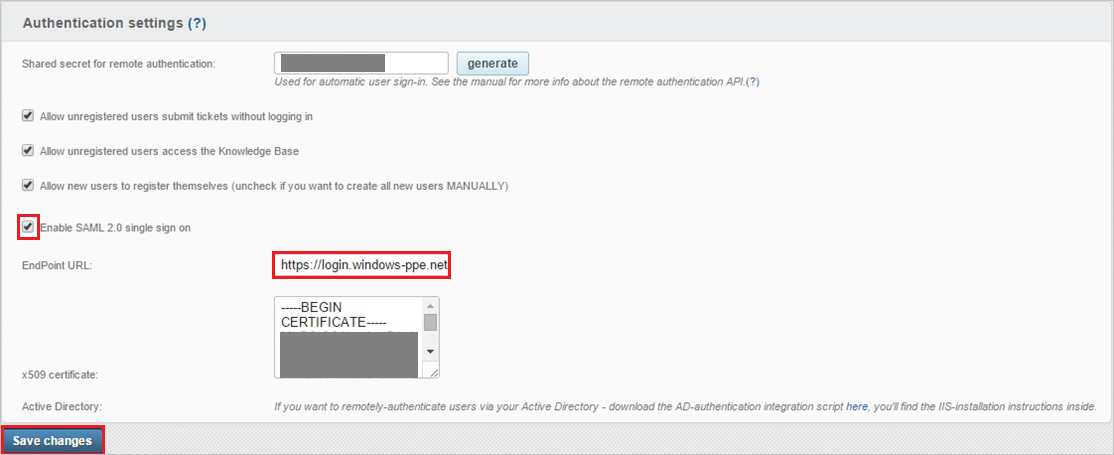 Authentication settings (?)
Shared secret for remote authentication:
generate
Used for automatic user sign-in. See the manual for more info about the remote authentication API.(?)
Allow unregistered users submit tickets without logging in
Allow unregistered users access the Knowledge Base
Allow new users to register themselves (uncheck if you want to create all new users MANUALLY)
Enable SAML 2.0 single sign on
EndPoint URL:
https://login.windows-ppe.net
-----BEGIN
CERTIFICATE-----
x509 certificate:
Active Directory:
If you want to remotely-authenticate users via your Active Directory - download the AD-authentication integration script here, you'll find the IIS-installation instructions inside.
Save changes